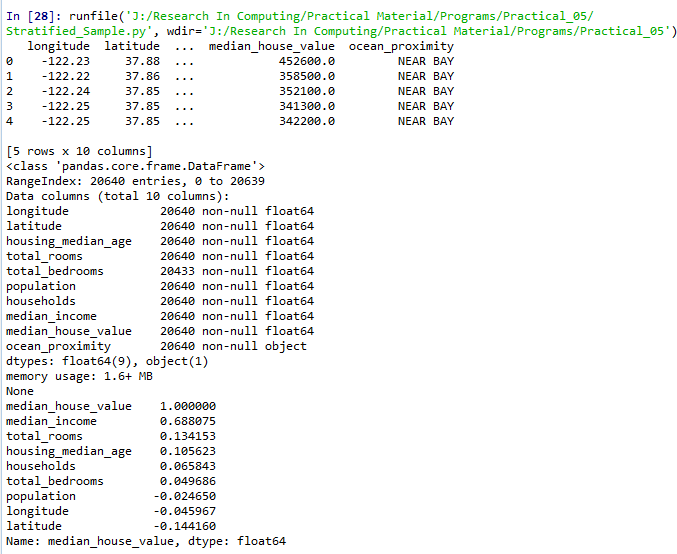 In [28]: runfile('J:/Research In Computing/Practical Material/Programs/Practical_05/
Stratified_Sample.py', wdir='J:/Research In Computing/Practical Material/Programs/Practical_05')
longitude latitude ... median_house_value ocean_proximity
0 -122.23 37.88 ... 452600.0 NEAR BAY
1 -122.22 37.86 ... 358500.0 NEAR BAY
2 -122.24 37.85 ... 352100.0 NEAR BAY
3 -122.25 37.85 ... 341300.0 NEAR BAY
4 -122.25 37.85 ... 342200.0 NEAR BAY
[5 rows x 10 columns]
<class 'pandas.core.frame.DataFrame'>
RangeIndex: 20640 entries, 0 to 20639
Data columns (total 10 columns):
longitude 20640 non-null float64
latitude 20640 non-null float64
housing_median_age 20640 non-null float64
total_rooms 20640 non-null float64
total_bedrooms 20433 non-null float64
population 20640 non-null float64
households 20640 non-null float64
median_income 20640 non-null float64
median_house_value 20640 non-null float64
ocean_proximity 20640 non-null object
dtypes: float64(9), object(1)
memory usage: 1.6+ MB
None
median_house_value 1.000000
median_income 0.688075
total_rooms 0.134153
housing_median_age 0.105623
households 0.065843
total_bedrooms 0.049686
population -0.024650
longitude -0.045967
latitude -0.144160
Name: median_house_value, dtype: float64